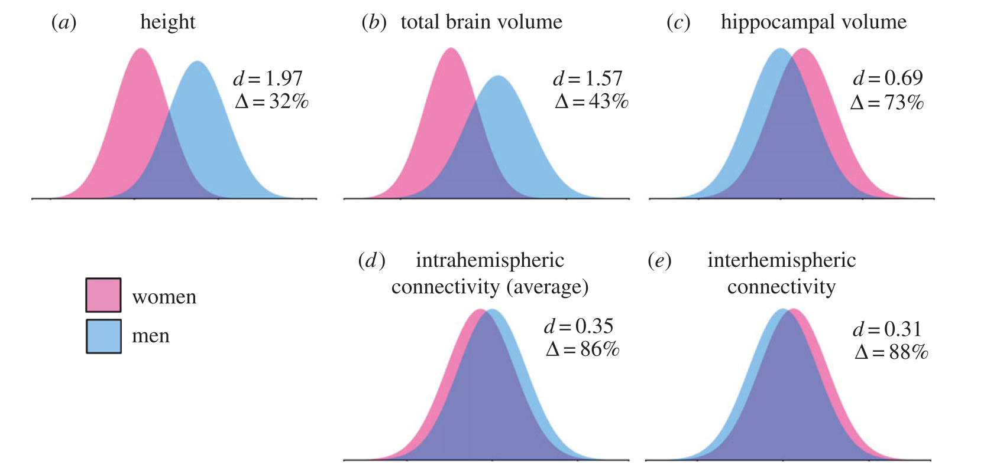 (a) height
d = 1.97
Δ = 32%
(b) total brain volume
d = 1.57
Δ = 43%
(c) hippocampal volume
d = 0.69
Δ = 73%
women
men
(d) intrahemispheric
connectivity (average)
d = 0.35
Δ = 86%
(e) interhemispheric
connectivity
d = 0.31
Δ = 88%